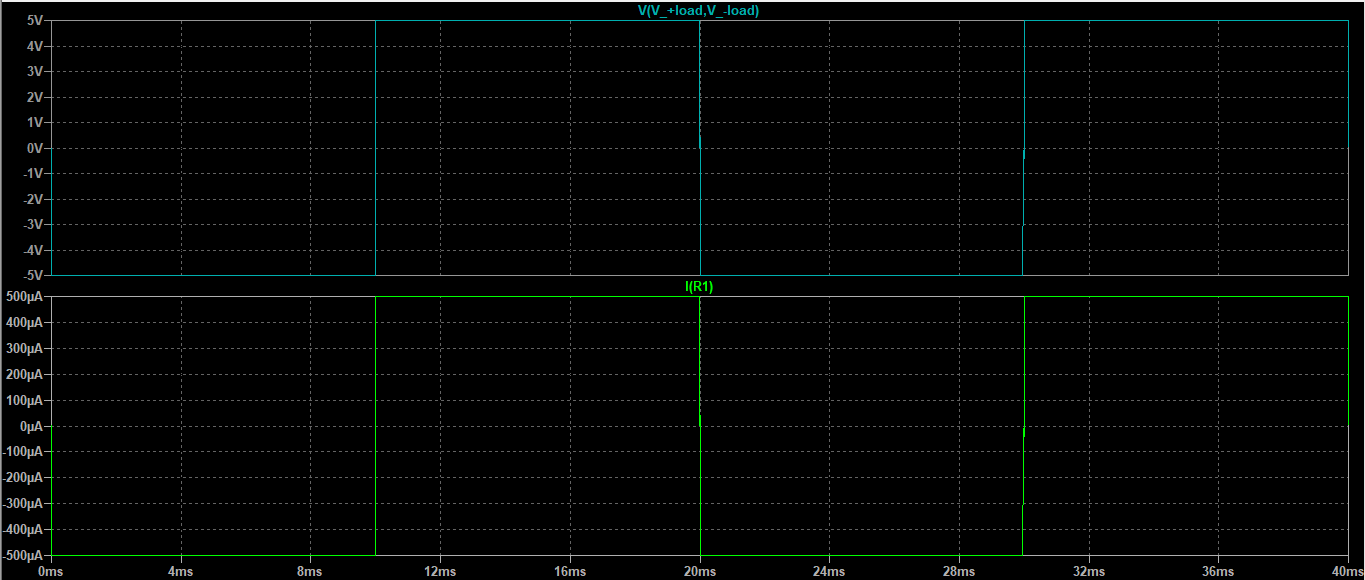 V(V_+load,V_-load)
5V
4V
3V
2V
1V
0V
-1V
-2V
-3V
-4V
-5V
I(R1)
500µA
400µA
300µA
200µA
100µA
0µA
-100µA
-200µA
-300µA
-400µA
-500µA
0ms 4ms 8ms 12ms 16ms 20ms 24ms 28ms 32ms 36ms 40ms